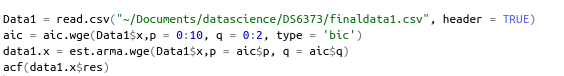 Data1 = read.csv("~/Documents/datascience/DS6373/finaldata1.csv", header = TRUE)
aic = aic.wge(Data1$x,p = 0:10, q = 0:2, type = 'bic')
data1.x = est.arma.wge(Data1$x,p = aic$p, q = aic$q)
acf(data1.x$res)